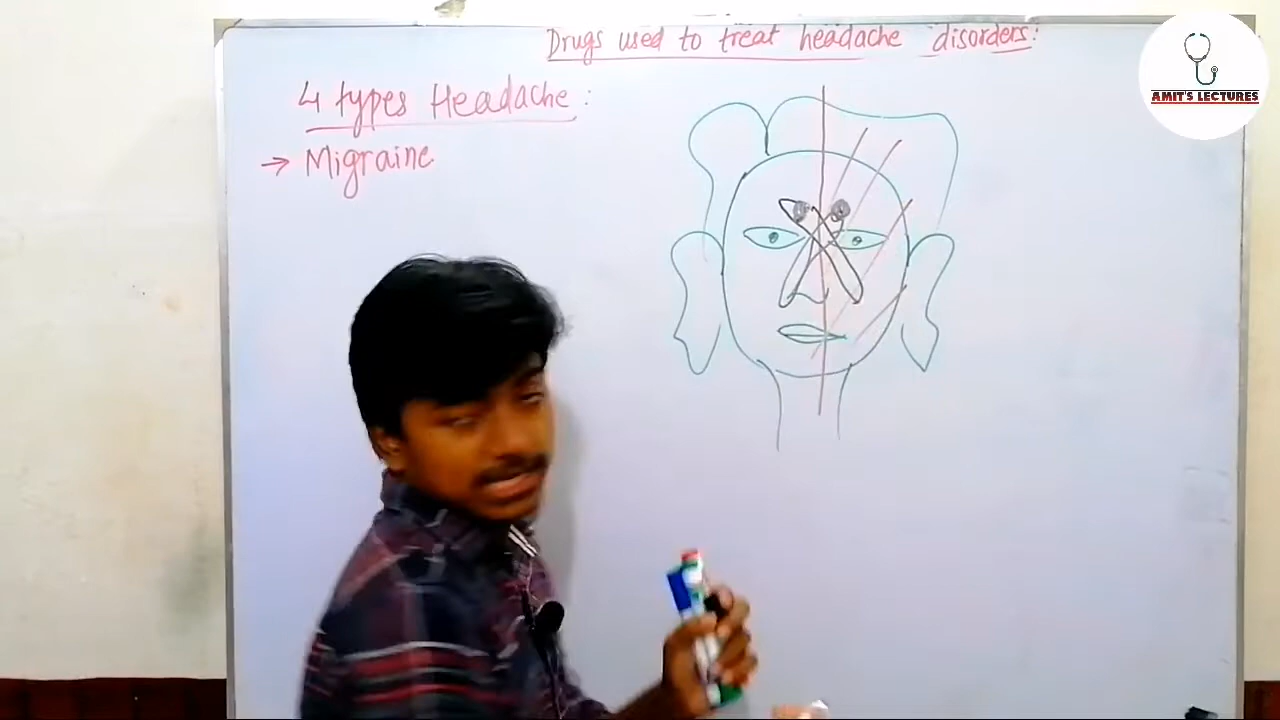 Drugs used to treat headache disorders:
4 types Headache:
→ Migraine
AMIT'S LECTURES